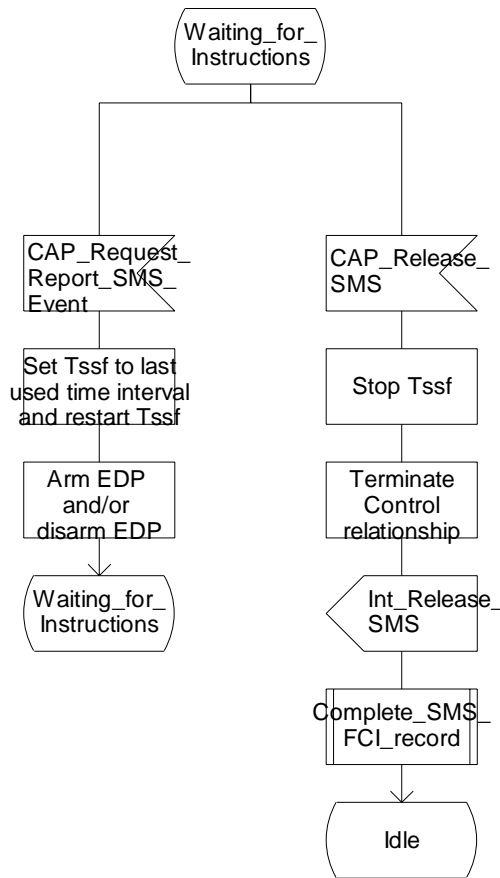 Waiting_for_
Instructions
CAP_Request_
Report_SMS_
Event
Set Tssf to last
used time interval
and restart Tssf
Arm EDP
and/or
disarm EDP
Waiting_for_
Instructions
CAP_Release_
SMS
Stop Tssf
Terminate
Control
relationship
Int_Release_
SMS
Complete_SMS_
FCI_record
Idle